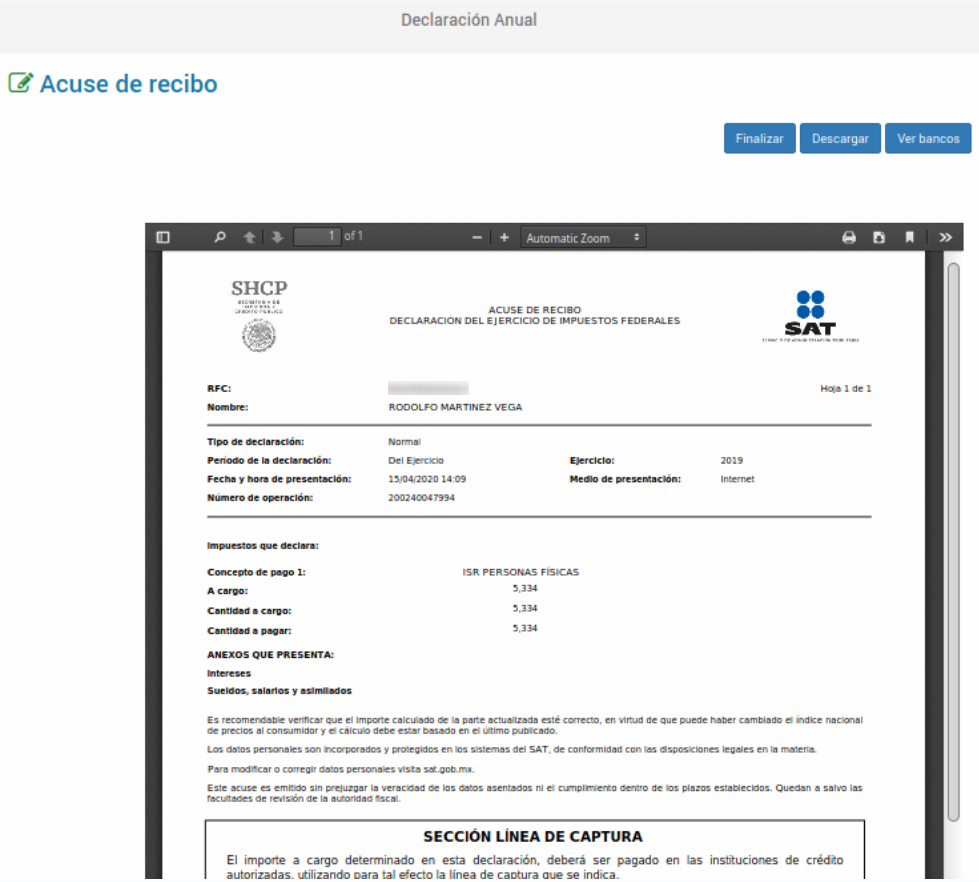 Declaración Anual
Acuse de recibo
Finalizar Descargar Ver bancos
1 of 1 Automatic Zoom
SHCP
SECRETARÍA DE
HACIENDA Y
CRÉDITO PÚBLICO
ACUSE DE RECIBO
DECLARACIÓN DEL EJERCICIO DE IMPUESTOS FEDERALES
SAT
RFC: Hoja 1 de 1
Nombre: RODOLFO MARTINEZ VEGA
Tipo de declaración: Normal
Período de la declaración: Del Ejercicio Ejercicio: 2019
Fecha y hora de presentación: 15/04/2020 14:09 Medio de presentación: Internet
Número de operación: 200240047994
Impuestos que declara:
Concepto de pago 1: ISR PERSONAS FÍSICAS
A cargo: 5,334
Cantidad a cargo: 5,334
Cantidad a pagar: 5,334
ANEXOS QUE PRESENTA:
Intereses
Sueldos, salarios y asimilados
Es recomendable verificar que el importe calculado de la parte actualizada esté correcto, en virtud de que puede haber cambiado el índice nacional
de precios al consumidor y el cálculo debe estar basado en el último publicado.
Los datos personales son incorporados y protegidos en los sistemas del SAT, de conformidad con las disposiciones legales en la materia.
Para modificar o corregir datos personales visita sat.gob.mx.
Este acuse es emitido sin prejuzgar la veracidad de los datos asentados ni el cumplimiento dentro de los plazos establecidos. Quedan a salvo las
facultades de revisión de la autoridad fiscal.
SECCIÓN LÍNEA DE CAPTURA
El importe a cargo determinado en esta declaración, deberá ser pagado en las instituciones de crédito
autorizadas, utilizando para tal efecto la línea de captura que se indica.